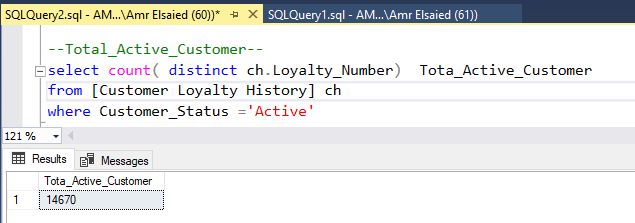 SQLQuery2.sql - AM...\Amr Elsaied (60))* SQLQuery1.sql - AM...\Amr Elsaied (61))
--Total_Active_Customer--
select count( distinct ch.Loyalty_Number) Tota_Active_Customer
from [Customer Loyalty History] ch
where Customer_Status ='Active'
121 %
Results Messages
Tota_Active_Customer
1 14670